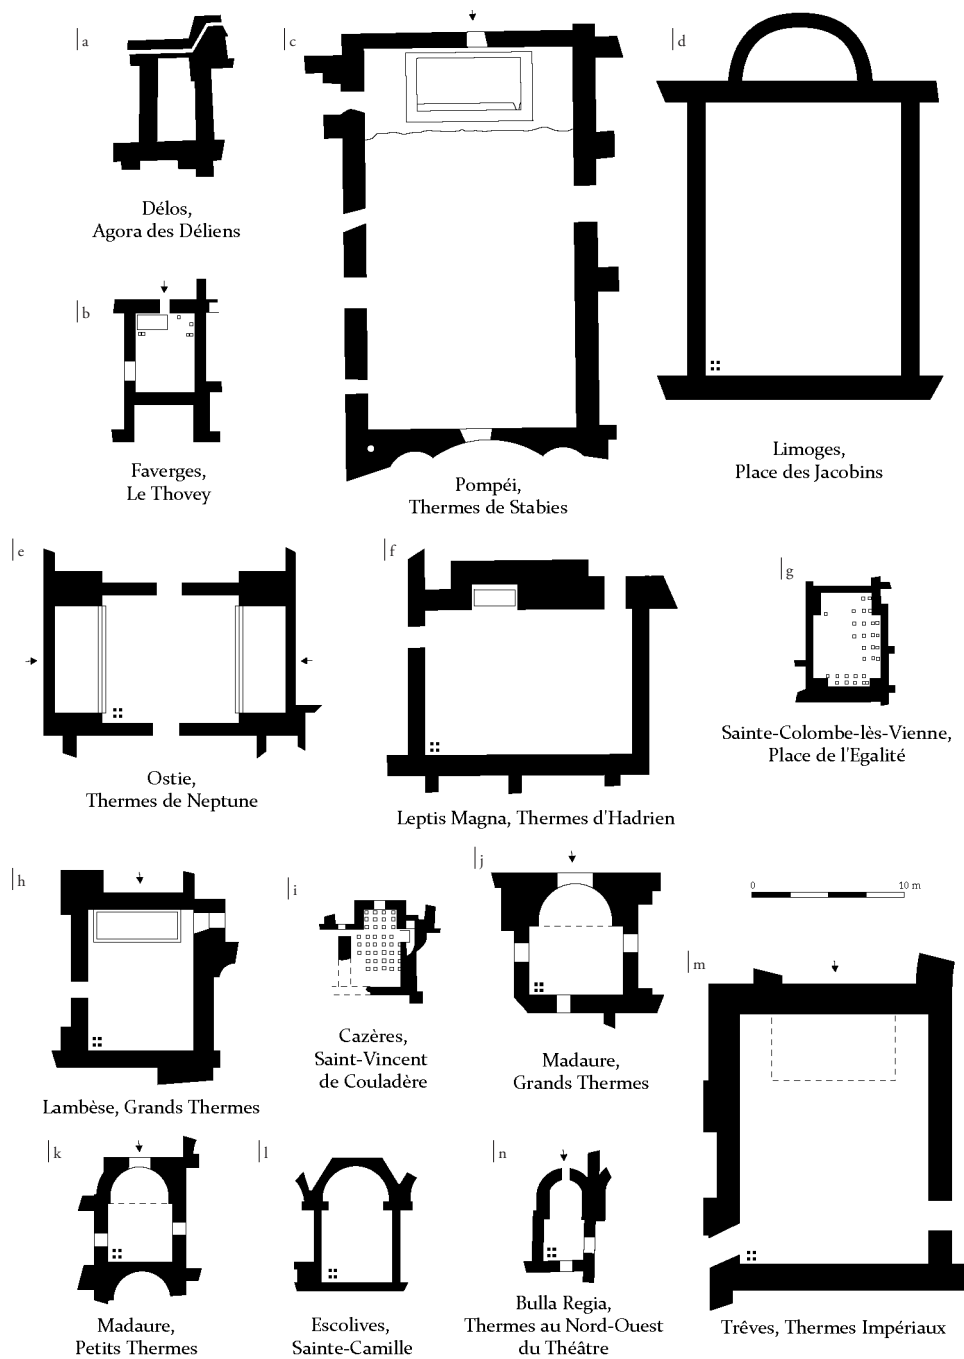 a
Délos,
Agora des Déliens
b
Faverges,
Le Thovey
c
Pompéi,
Thermes de Stabies
d
Limoges,
Place des Jacobins
e
Ostie,
Thermes de Neptune
f
Leptis Magna, Thermes d'Hadrien
g
Sainte-Colombe-lès-Vienne,
Place de l'Egalité
h
Lambèse, Grands Thermes
i
Cazères,
Saint-Vincent
de Couladère
j
Madaure,
Grands Thermes
0 10 m
k
Madaure,
Petits Thermes
l
Escolives,
Sainte-Camille
n
Bulla Regia,
Thermes au Nord-Ouest
du Théâtre
m
Trêves, Thermes Impériaux